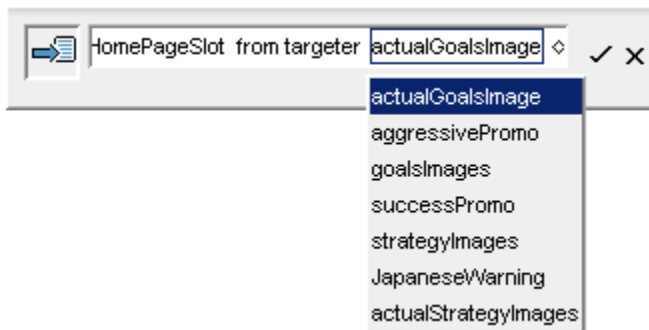 HomePageSlot from targeter actualGoalsImage
actualGoalsImage
aggressivePromo
goalsImages
successPromo
strategyImages
JapaneseWarning
actualStrategyImages